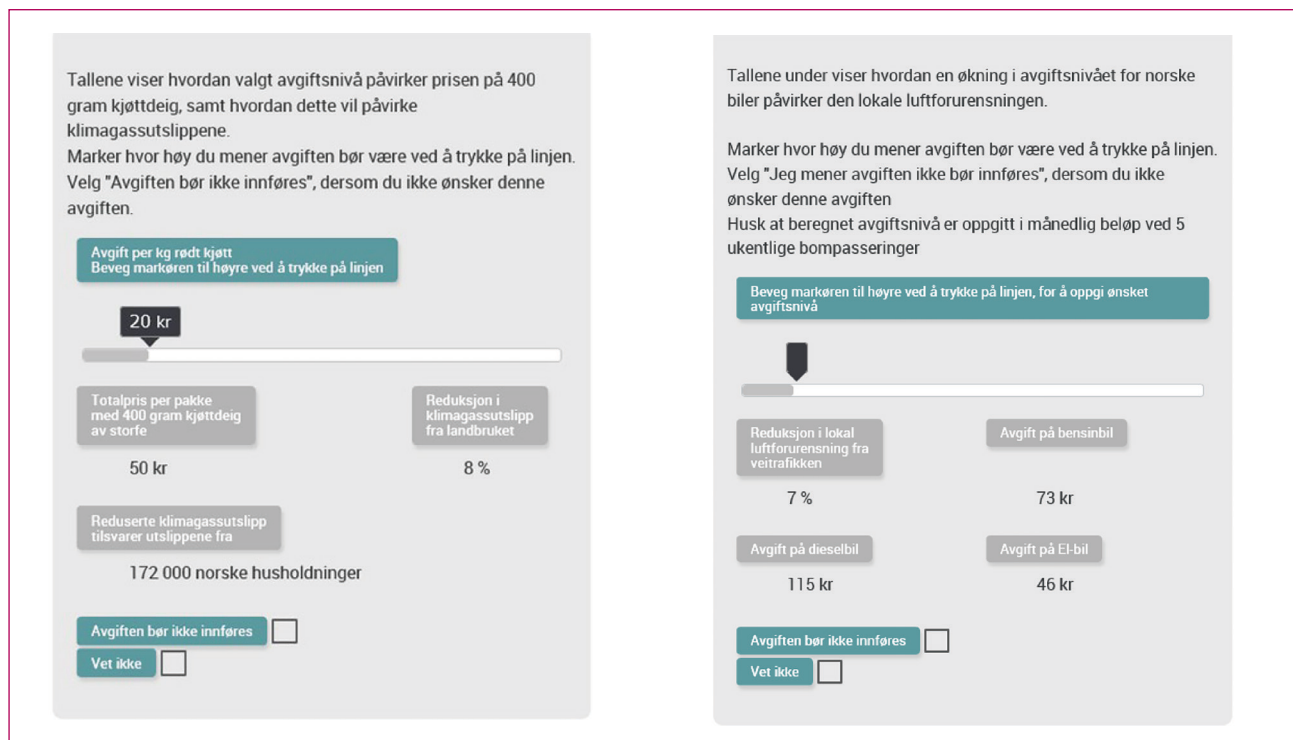 Tallene viser hvordan valgt avgiftsnivå påvirker prisen på 400
gram kjøttdeig, samt hvordan dette vil påvirke
klimagassutslippene.
Marker hvor høy du mener avgiften bør være ved å trykke på linjen.
Velg "Avgiften bør ikke innføres", dersom du ikke ønsker denne
avgiften.
Avgift per kg rødt kjøtt
Beveg markøren til høyre ved å trykke på linjen
20 kr
Totalpris per pakke
med 400 gram kjøttdeig
av storfe
50 kr
Reduksjon i
klimagassutslipp
fra landbruket
8 %
Reduserte klimagassutslipp
tilsvarer utslippene fra
172 000 norske husholdninger
Avgiften bør ikke innføres
Vet ikke
Tallene under viser hvordan en økning i avgiftsnivået for norske
biler påvirker den lokale luftforurensningen.
Marker hvor høy du mener avgiften bør være ved å trykke på linjen.
Velg "Jeg mener avgiften ikke bør innføres", dersom du ikke
ønsker denne avgiften
Husk at beregnet avgiftsnivå er oppgitt i månedlig beløp ved 5
ukentlige bompasseringer
Beveg markøren til høyre ved å trykke på linjen, for å oppgi ønsket
avgiftsnivå
Reduksjon i lokal
luftforurensning fra
veitrafikken
7 %
Avgift på bensinbil
73 kr
Avgift på dieselbil
115 kr
Avgift på El-bil
46 kr
Avgiften bør ikke innføres
Vet ikke